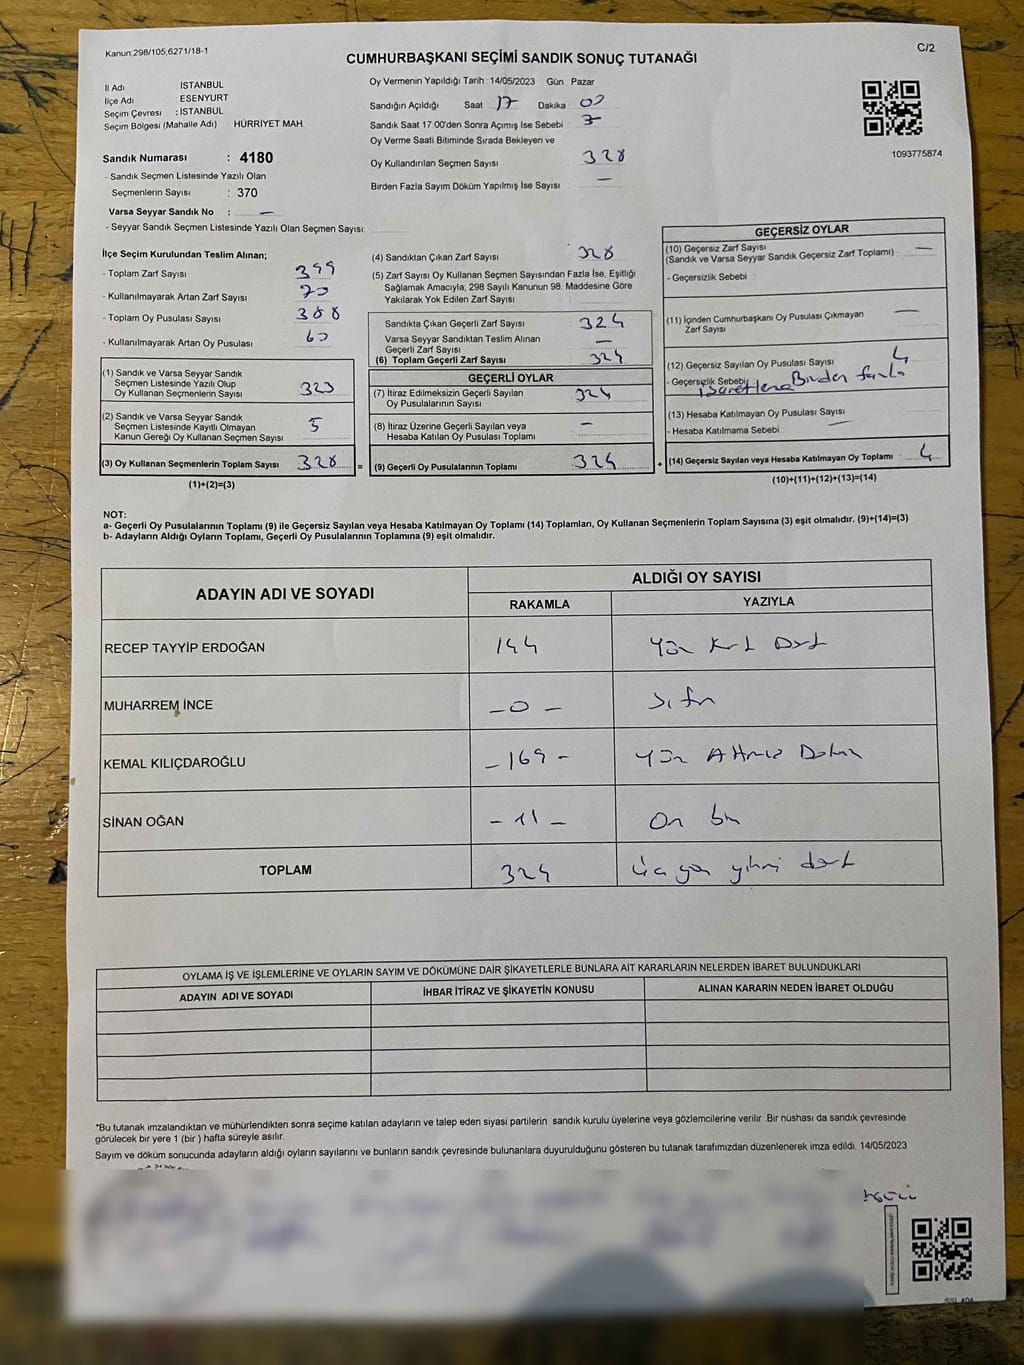 Kanun:298/105,6271/18-1
C/2
CUMHURBAŞKANI SEÇİMİ SANDIK SONUÇ TUTANAĞI
İl Adı : İSTANBUL
İlçe Adı : ESENYURT
Seçim Çevresi : İSTANBUL
Seçim Bölgesi (Mahalle Adı) HÜRRİYET MAH.
Sandık Numarası : 4180
- Sandık Seçmen Listesinde Yazılı Olan
Seçmenlerin Sayısı : 370
Varsa Seyyar Sandık No : —
- Seyyar Sandık Seçmen Listesinde Yazılı Olan Seçmen Sayısı:
Oy Vermenin Yapıldığı Tarih :14/05/2023 Gün : Pazar
Sandığın Açıldığı Saat 17 Dakika 00
Sandık Saat 17:00'den Sonra Açımış İse Sebebi
Oy Verme Saati Bitiminde Sırada Bekleyen ve
Oy Kullandırılan Seçmen Sayısı 328
Birden Fazla Sayım Döküm Yapılmış İse Sayısı —
1093775874
İlçe Seçim Kurulundan Teslim Alınan;
- Toplam Zarf Sayısı 399
- Kullanılmayarak Artan Zarf Sayısı 70
- Toplam Oy Pusulası Sayısı 388
- Kullanılmayarak Artan Oy Pusulası 60
(1) Sandık ve Varsa Seyyar Sandık
Seçmen Listesinde Yazılı Olup
Oy Kullanan Seçmenlerin Sayısı 323
(2) Sandık ve Varsa Seyyar Sandık
Seçmen Listesinde Kayıtlı Olmayan
Kanun Gereği Oy Kullanan Seçmen Sayısı 5
(3) Oy Kullanan Seçmenlerin Toplam Sayısı 328 =
(1)+(2)=(3)
(4) Sandıktan Çıkan Zarf Sayısı 328
(5) Zarf Sayısı Oy Kullanan Seçmen Sayısından Fazla İse, Eşitliği
Sağlamak Amacıyla; 298 Sayılı Kanunun 98. Maddesine Göre
Yakılarak Yok Edilen Zarf Sayısı
Sandıkta Çıkan Geçerli Zarf Sayısı 324
Varsa Seyyar Sandıktan Teslim Alınan
Geçerli Zarf Sayısı —
(6) Toplam Geçerli Zarf Sayısı 324
GEÇERLİ OYLAR
(7) İtiraz Edilmeksizin Geçerli Sayılan
Oy Pusulalarının Sayısı 324
(8) İtiraz Üzerine Geçerli Sayılan veya
Hesaba Katılan Oy Pusulası Toplamı —
(9) Geçerli Oy Pusulalarının Toplamı 324 +
GEÇERSİZ OYLAR
(10) Geçersiz Zarf Sayısı
(Sandık ve Varsa Seyyar Sandık Geçersiz Zarf Toplamı) : —
- Geçersizlik Sebebi :
(11) İçinden Cumhurbaşkanı Oy Pusulası Çıkmayan
Zarf Sayısı —
(12) Geçersiz Sayılan Oy Pusulası Sayısı 4
- Geçersizlik Sebebi Birden fazla
işaretleme
(13) Hesaba Katılmayan Oy Pusulası Sayısı
- Hesaba Katılmama Sebebi : —
(14) Geçersiz Sayılan veya Hesaba Katılmayan Oy Toplamı 4
(10)+(11)+(12)+(13)=(14)
NOT:
a- Geçerli Oy Pusulalarının Toplamı (9) ile Geçersiz Sayılan veya Hesaba Katılmayan Oy Toplamı (14) Toplamları, Oy Kullanan Seçmenlerin Toplam Sayısına (3) eşit olmalıdır. (9)+(14)=(3)
b- Adayların Aldığı Oyların Toplamı, Geçerli Oy Pusulalarının Toplamına (9) eşit olmalıdır.
ADAYIN ADI VE SOYADI
ALDIĞI OY SAYISI
RAKAMLA YAZIYLA
RECEP TAYYİP ERDOĞAN 144 Yüz Kırk Dört
MUHARREM İNCE -0- Sıfır
KEMAL KILIÇDAROĞLU -169- Yüz Altmış Dokuz
SİNAN OĞAN -11- On bir
TOPLAM 324 Üç yüz yirmi dört
OYLAMA İŞ VE İŞLEMLERİNE VE OYLARIN SAYIM VE DÖKÜMÜNE DAİR ŞİKAYETLERLE BUNLARA AİT KARARLARIN NELERDEN İBARET BULUNDUKLARI
ADAYIN ADI VE SOYADI İHBAR İTİRAZ VE ŞİKAYETİN KONUSU ALINAN KARARIN NEDEN İBARET OLDUĞU
*Bu tutanak imzalandıktan ve mühürlendikten sonra seçime katılan adayların ve talep eden siyasi partilerin sandık kurulu üyelerine veya gözlemcilerine verilir. Bir nüshası da sandık çevresinde
görülecek bir yere 1 (bir ) hafta süreyle asılır.
Sayım ve döküm sonucunda adayların aldığı oyların sayılarını ve bunların sandık çevresinde bulunanlara duyurulduğunu gösteren bu tutanak tarafımızdan düzenlenerek imza edildi. 14/05/2023